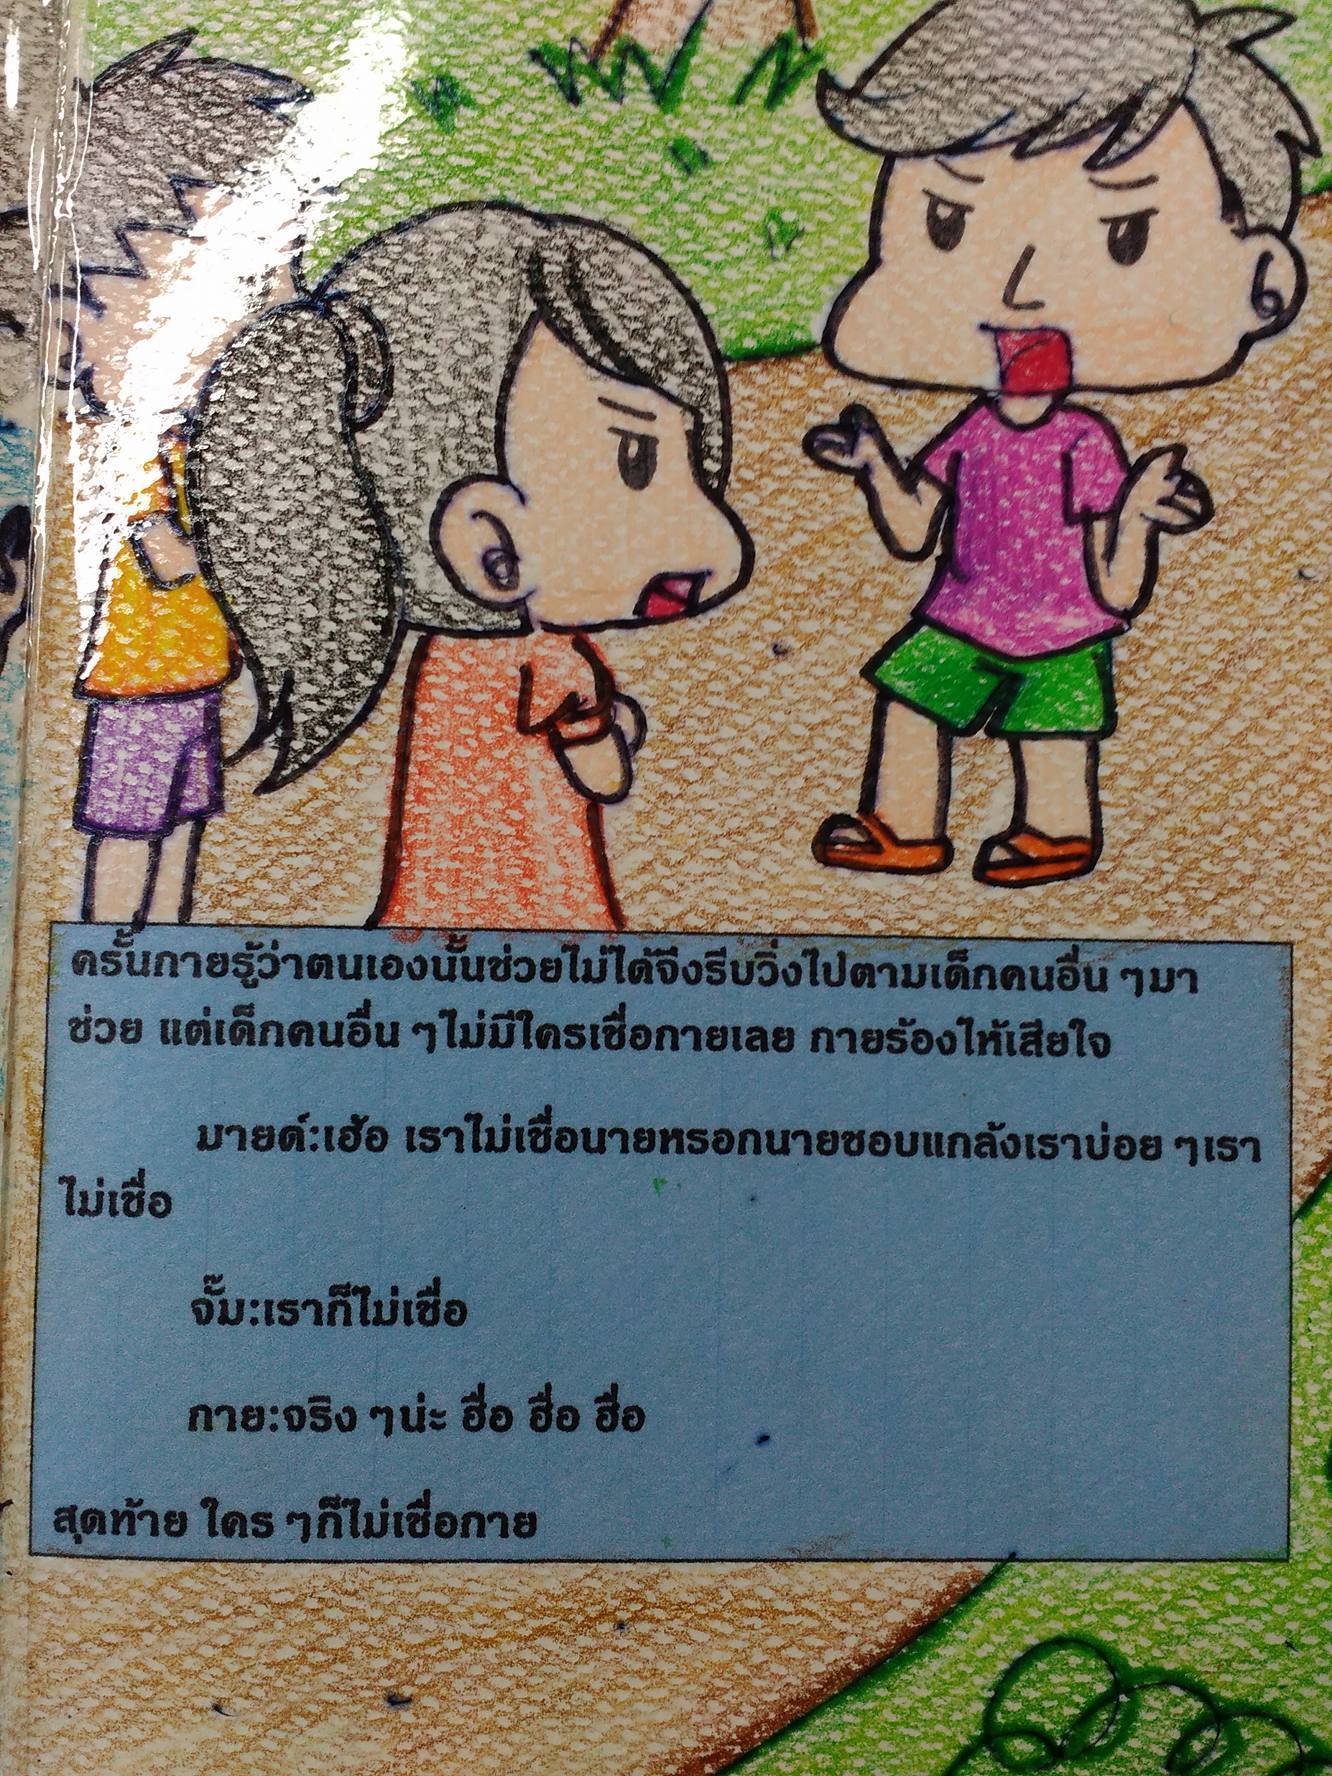 ครั้นกายรู้ว่าตนเองนั้นช่วยไม่ได้จึงรีบวิ่งไปตามเด็กคนอื่น ๆมา
ช่วย แต่เด็กคนอื่น ๆไม่มีใครเชื่อกายเลย กายร้องไห้เสียใจ
มายด์:เฮ้อ เราไม่เชื่อนายหรอกนายชอบแกล้งเราบ่อย ๆเรา
ไม่เชื่อ
จั๊ม:เราก็ไม่เชื่อ
กาย:จริง ๆน่ะ ฮื่อ ฮื่อ ฮื่อ
สุดท้าย ใคร ๆก็ไม่เชื่อกาย